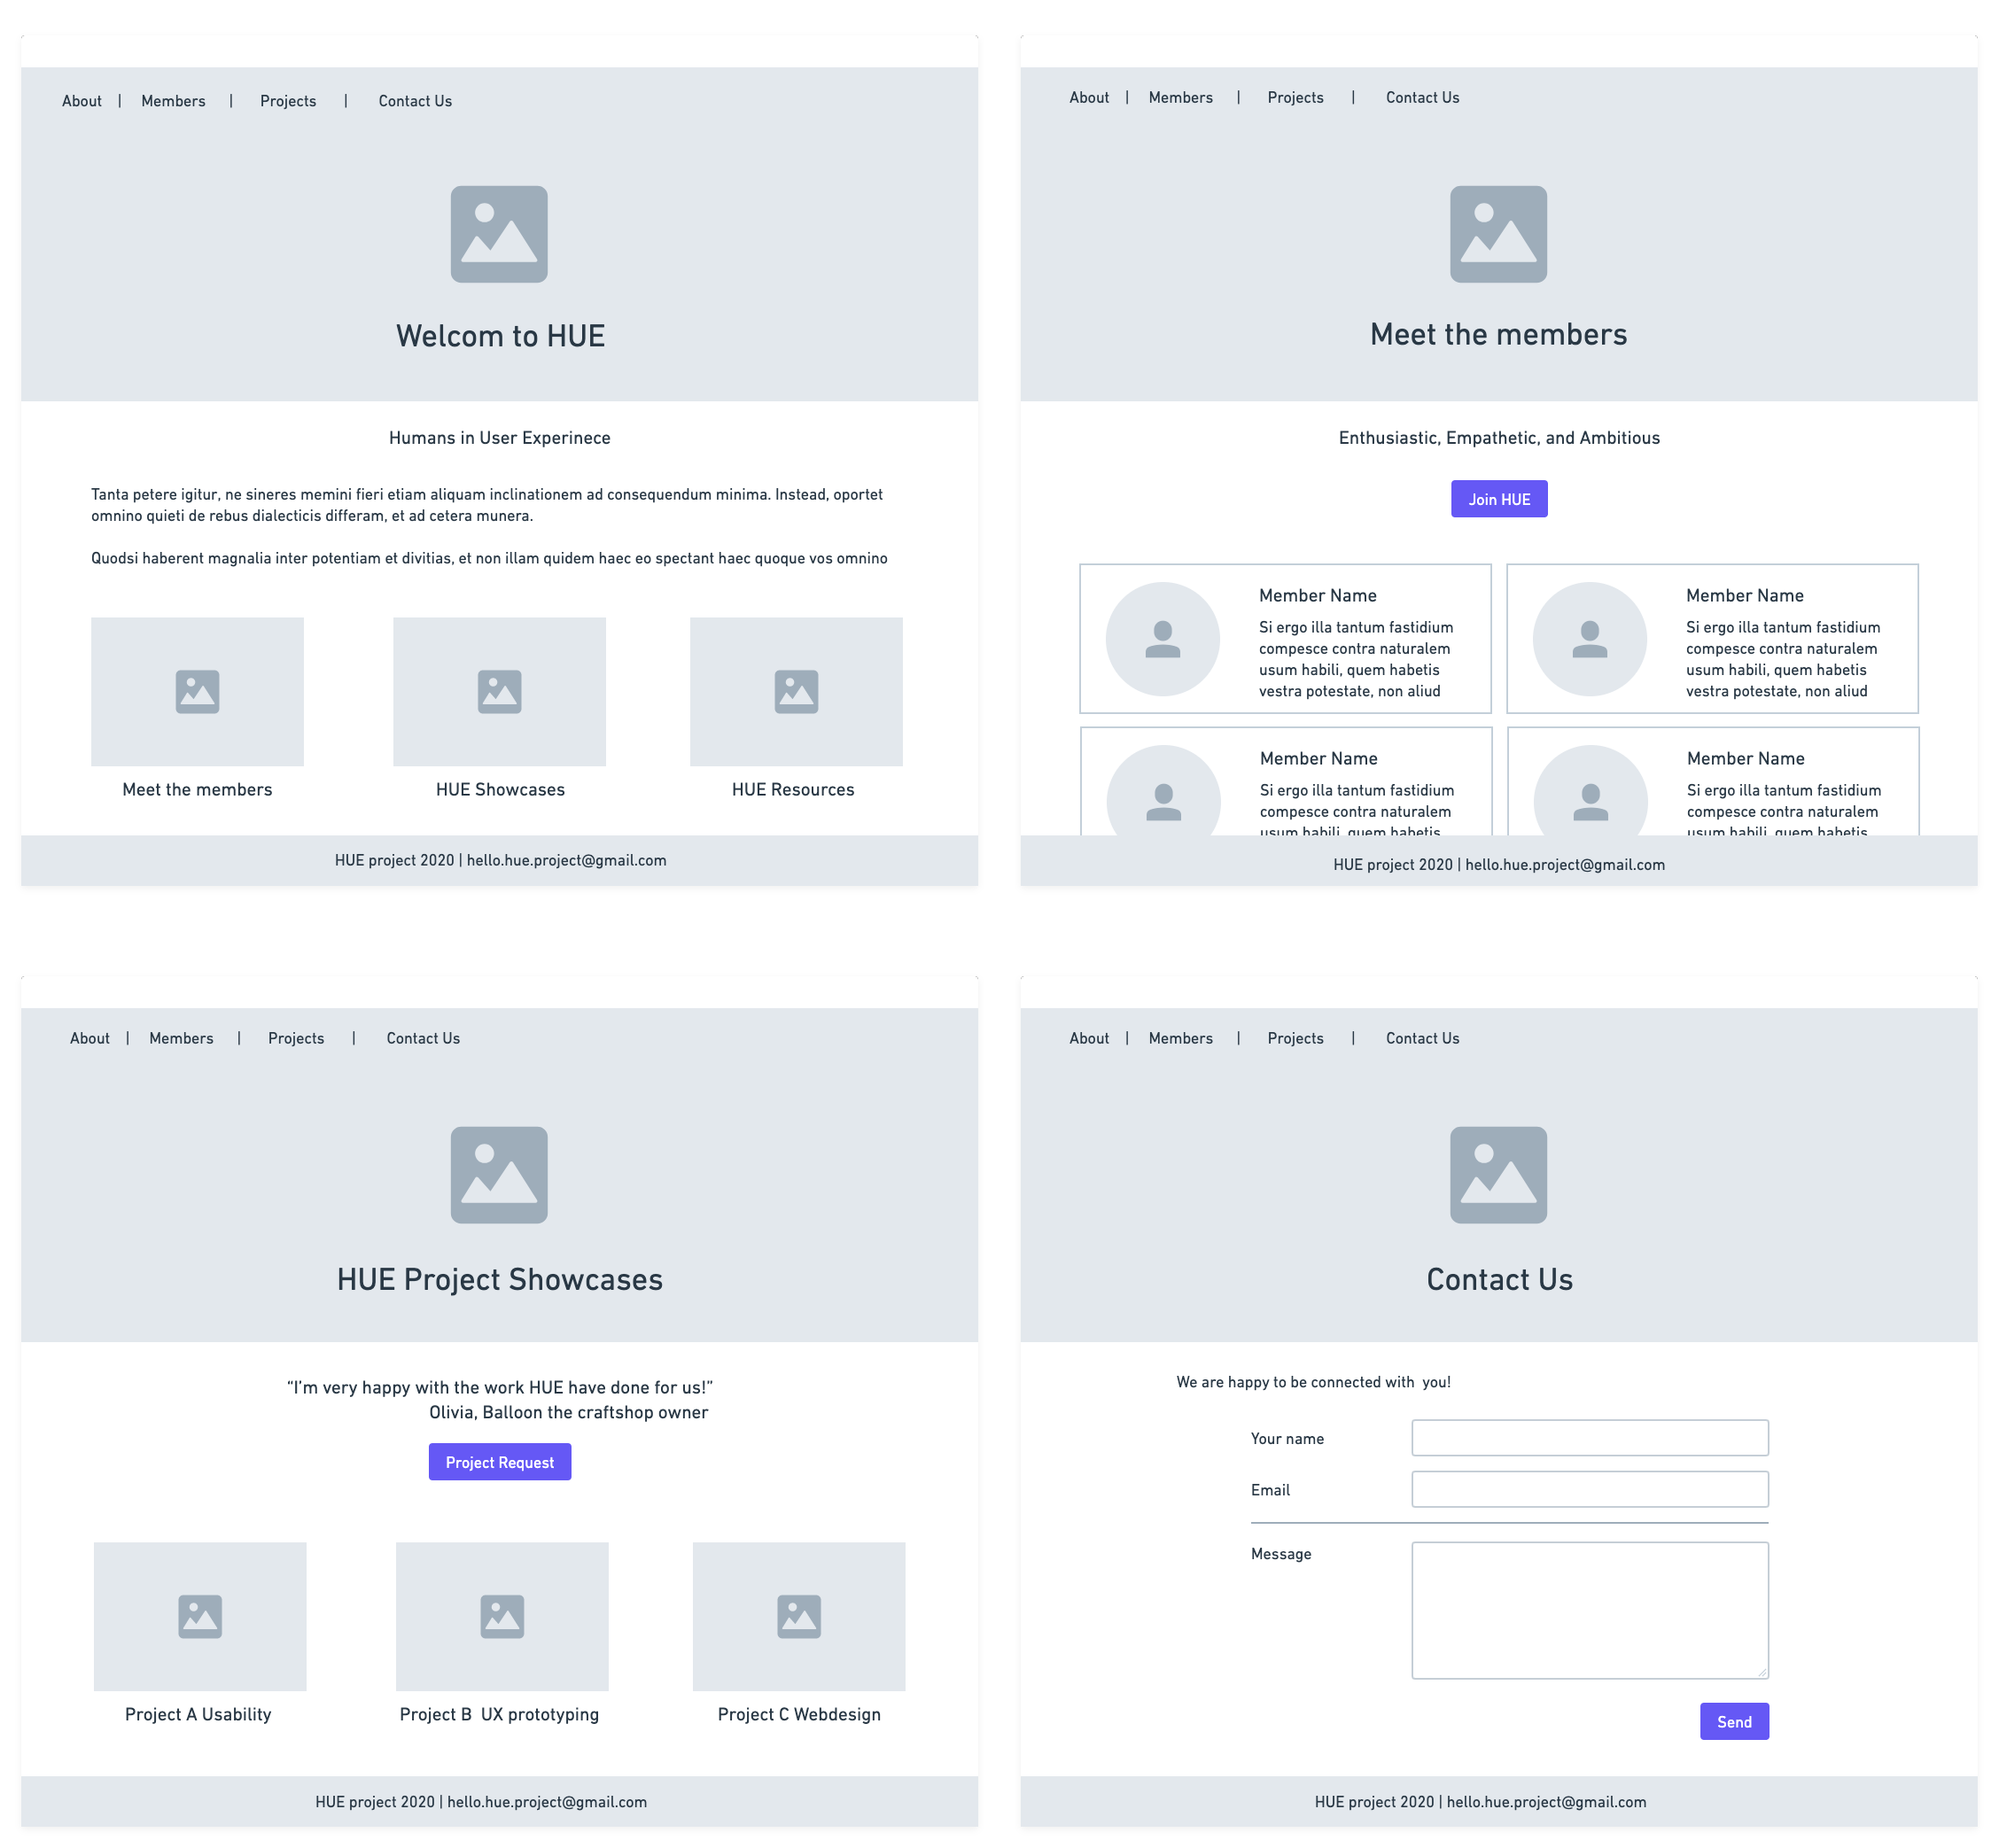 About | Members | Projects | Contact Us
Welcom to HUE
Humans in User Experinece
Tanta petere igitur, ne sineres memini fieri etiam aliquam inclinationem ad consequendum minima. Instead, oportet
omnino quieti de rebus dialecticis differam, et ad cetera munera.
Quodsi haberent magnalia inter potentiam et divitias, et non illam quidem haec eo spectant haec quoque vos omnino
Meet the members
HUE Showcases
HUE Resources
HUE project 2020 | hello.hue.project@gmail.com
About | Members | Projects | Contact Us
Meet the members
Enthusiastic, Empathetic, and Ambitious
Join HUE
Member Name
Si ergo illa tantum fastidium
compesce contra naturalem
usum habili, quem habetis
vestra potestate, non aliud
Member Name
Si ergo illa tantum fastidium
compesce contra naturalem
usum habili, quem habetis
vestra potestate, non aliud
Member Name
Si ergo illa tantum fastidium
compesce contra naturalem
usum habili, quem habetis
Member Name
Si ergo illa tantum fastidium
compesce contra naturalem
usum habili, quem habetis
HUE project 2020 | hello.hue.project@gmail.com
About | Members | Projects | Contact Us
HUE Project Showcases
“I’m very happy with the work HUE have done for us!”
Olivia, Balloon the craftshop owner
Project Request
Project A Usability
Project B UX prototyping
Project C Webdesign
HUE project 2020 | hello.hue.project@gmail.com
About | Members | Projects | Contact Us
Contact Us
We are happy to be connected with you!
Your name
Email
Message
Send
HUE project 2020 | hello.hue.project@gmail.com